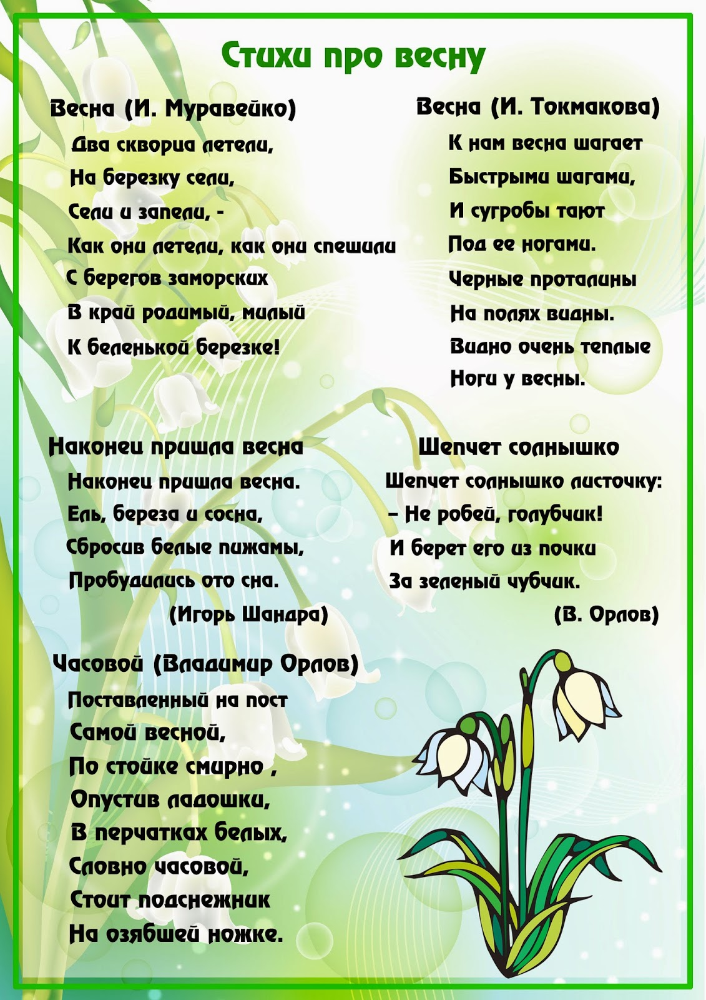 Стихи про весну
Весна (И. Муравейко)
Два скворца летели,
На березку сели,
Сели и запели, -
Как они летели, как они спешили
С берегов заморских
В край родимый, милый
К беленькой березке!
Весна (И. Токмакова)
К нам весна шагает
Быстрыми шагами,
И сугробы тают
Под ее ногами.
Черные проталины
На полях видны.
Видно очень теплые
Ноги у весны.
Наконец пришла весна
Наконец пришла весна.
Ель, береза и сосна,
Сбросив белые пижамы,
Пробудились ото сна.
(Игорь Шандра)
Шепчет солнышко
Шепчет солнышко листочку:
– Не робей, голубчик!
И берет его из почки
За зеленый чубчик.
(В. Орлов)
Часовой (Владимир Орлов)
Поставленный на пост
Самой весной,
По стойке смирно ,
Опустив ладошки,
В перчатках белых,
Словно часовой,
Стоит подснежник
На озябшей ножке.